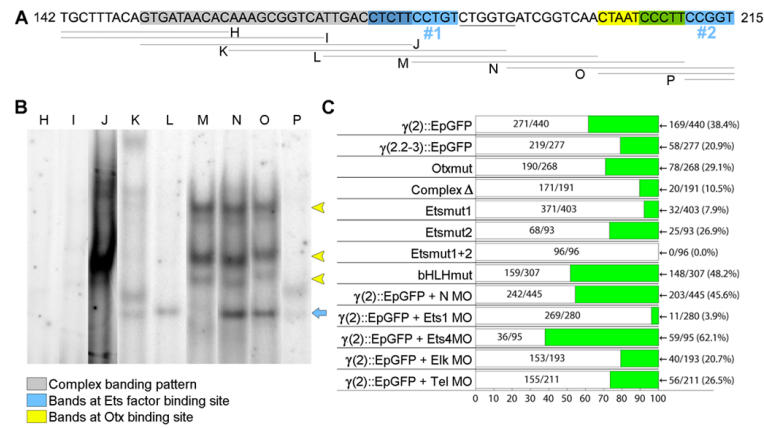 A 142 TGCTTTACAGTGATAACACAAAGCGGTCATTGACCTCTTCCTGTCTGGTGATCGGTCAACTAATCCCTTCCGGT 215
#1 #2
H
I
J
K
L
M
N
O
P
B
H I J K L M N O P
Complex banding pattern
Bands at Ets factor binding site
Bands at Otx binding site
C
γ(2)::EpGFP 271/440 ←169/440 (38.4%)
γ(2.2-3)::EpGFP 219/277 ←58/277 (20.9%)
Otxmut 190/268 ←78/268 (29.1%)
Complex Δ 171/191 ←20/191 (10.5%)
Etsmut1 371/403 ←32/403 (7.9%)
Etsmut2 68/93 ←25/93 (26.9%)
Etsmut1+2 96/96 ←0/96 (0.0%)
bHLHmut 159/307 ←148/307 (48.2%)
γ(2)::EpGFP + N MO 242/445 ←203/445 (45.6%)
γ(2)::EpGFP + Ets1 MO 269/280 ←11/280 (3.9%)
γ(2)::EpGFP + Ets4MO 36/95 ←59/95 (62.1%)
γ(2)::EpGFP + Elk MO 153/193 ←40/193 (20.7%)
γ(2)::EpGFP + Tel MO 155/211 ←56/211 (26.5%)
0 10 20 30 40 50 60 70 80 90 100